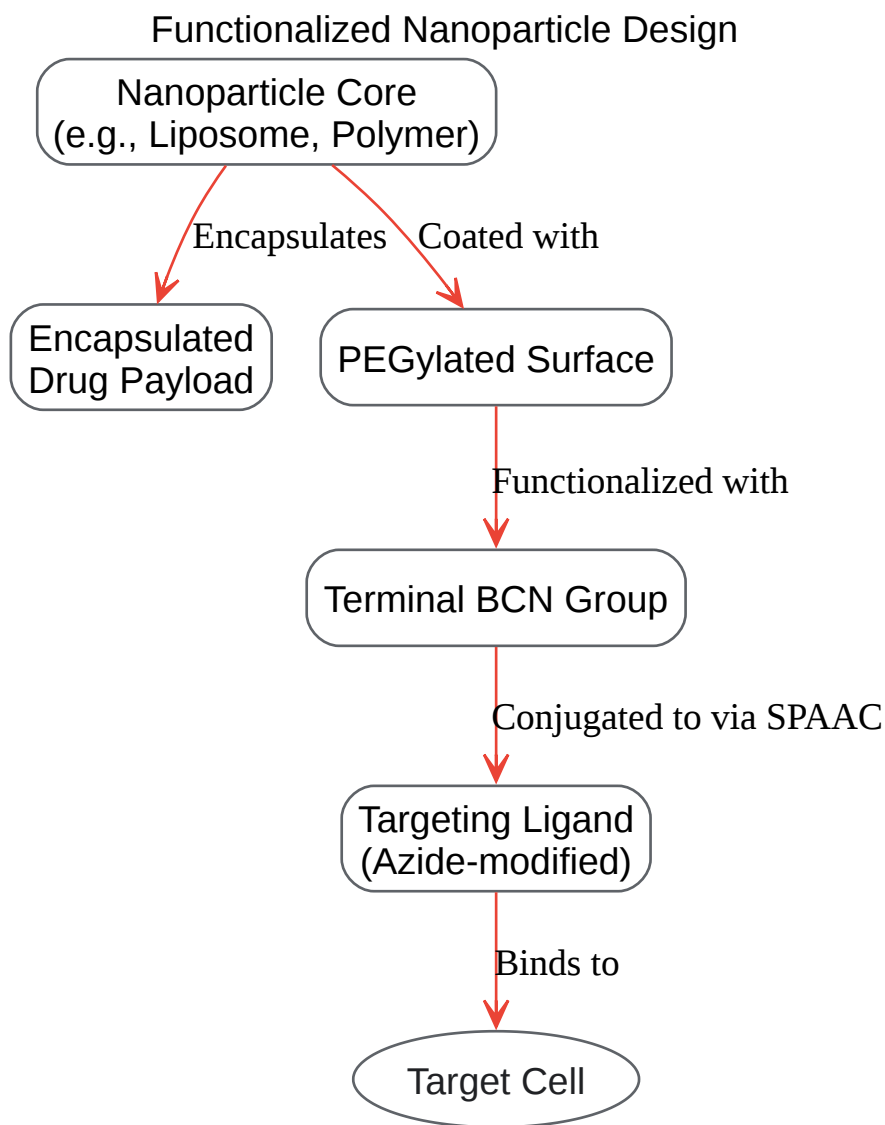 Functionalized Nanoparticle Design
Nanoparticle Core
(e.g., Liposome, Polymer)
Encapsulates
Coated with
Encapsulated
Drug Payload
PEGylated Surface
Functionalized with
Terminal BCN Group
Conjugated to via SPAAC
Targeting Ligand
(Azide-modified)
Binds to
Target Cell